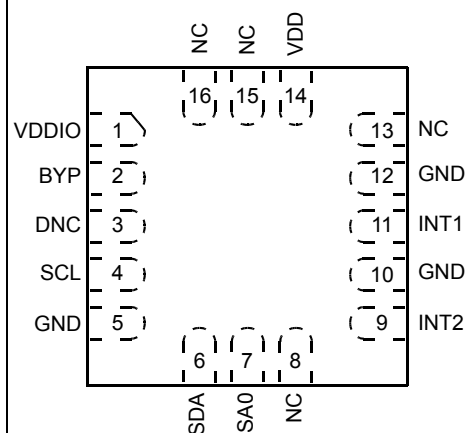 NC NC VDD
16 15 14
VDDIO 1 13 NC
BYP 2 12 GND
DNC 3 11 INT1
SCL 4 10 GND
GND 5 9 INT2
6 7 8
SDA SA0 NC